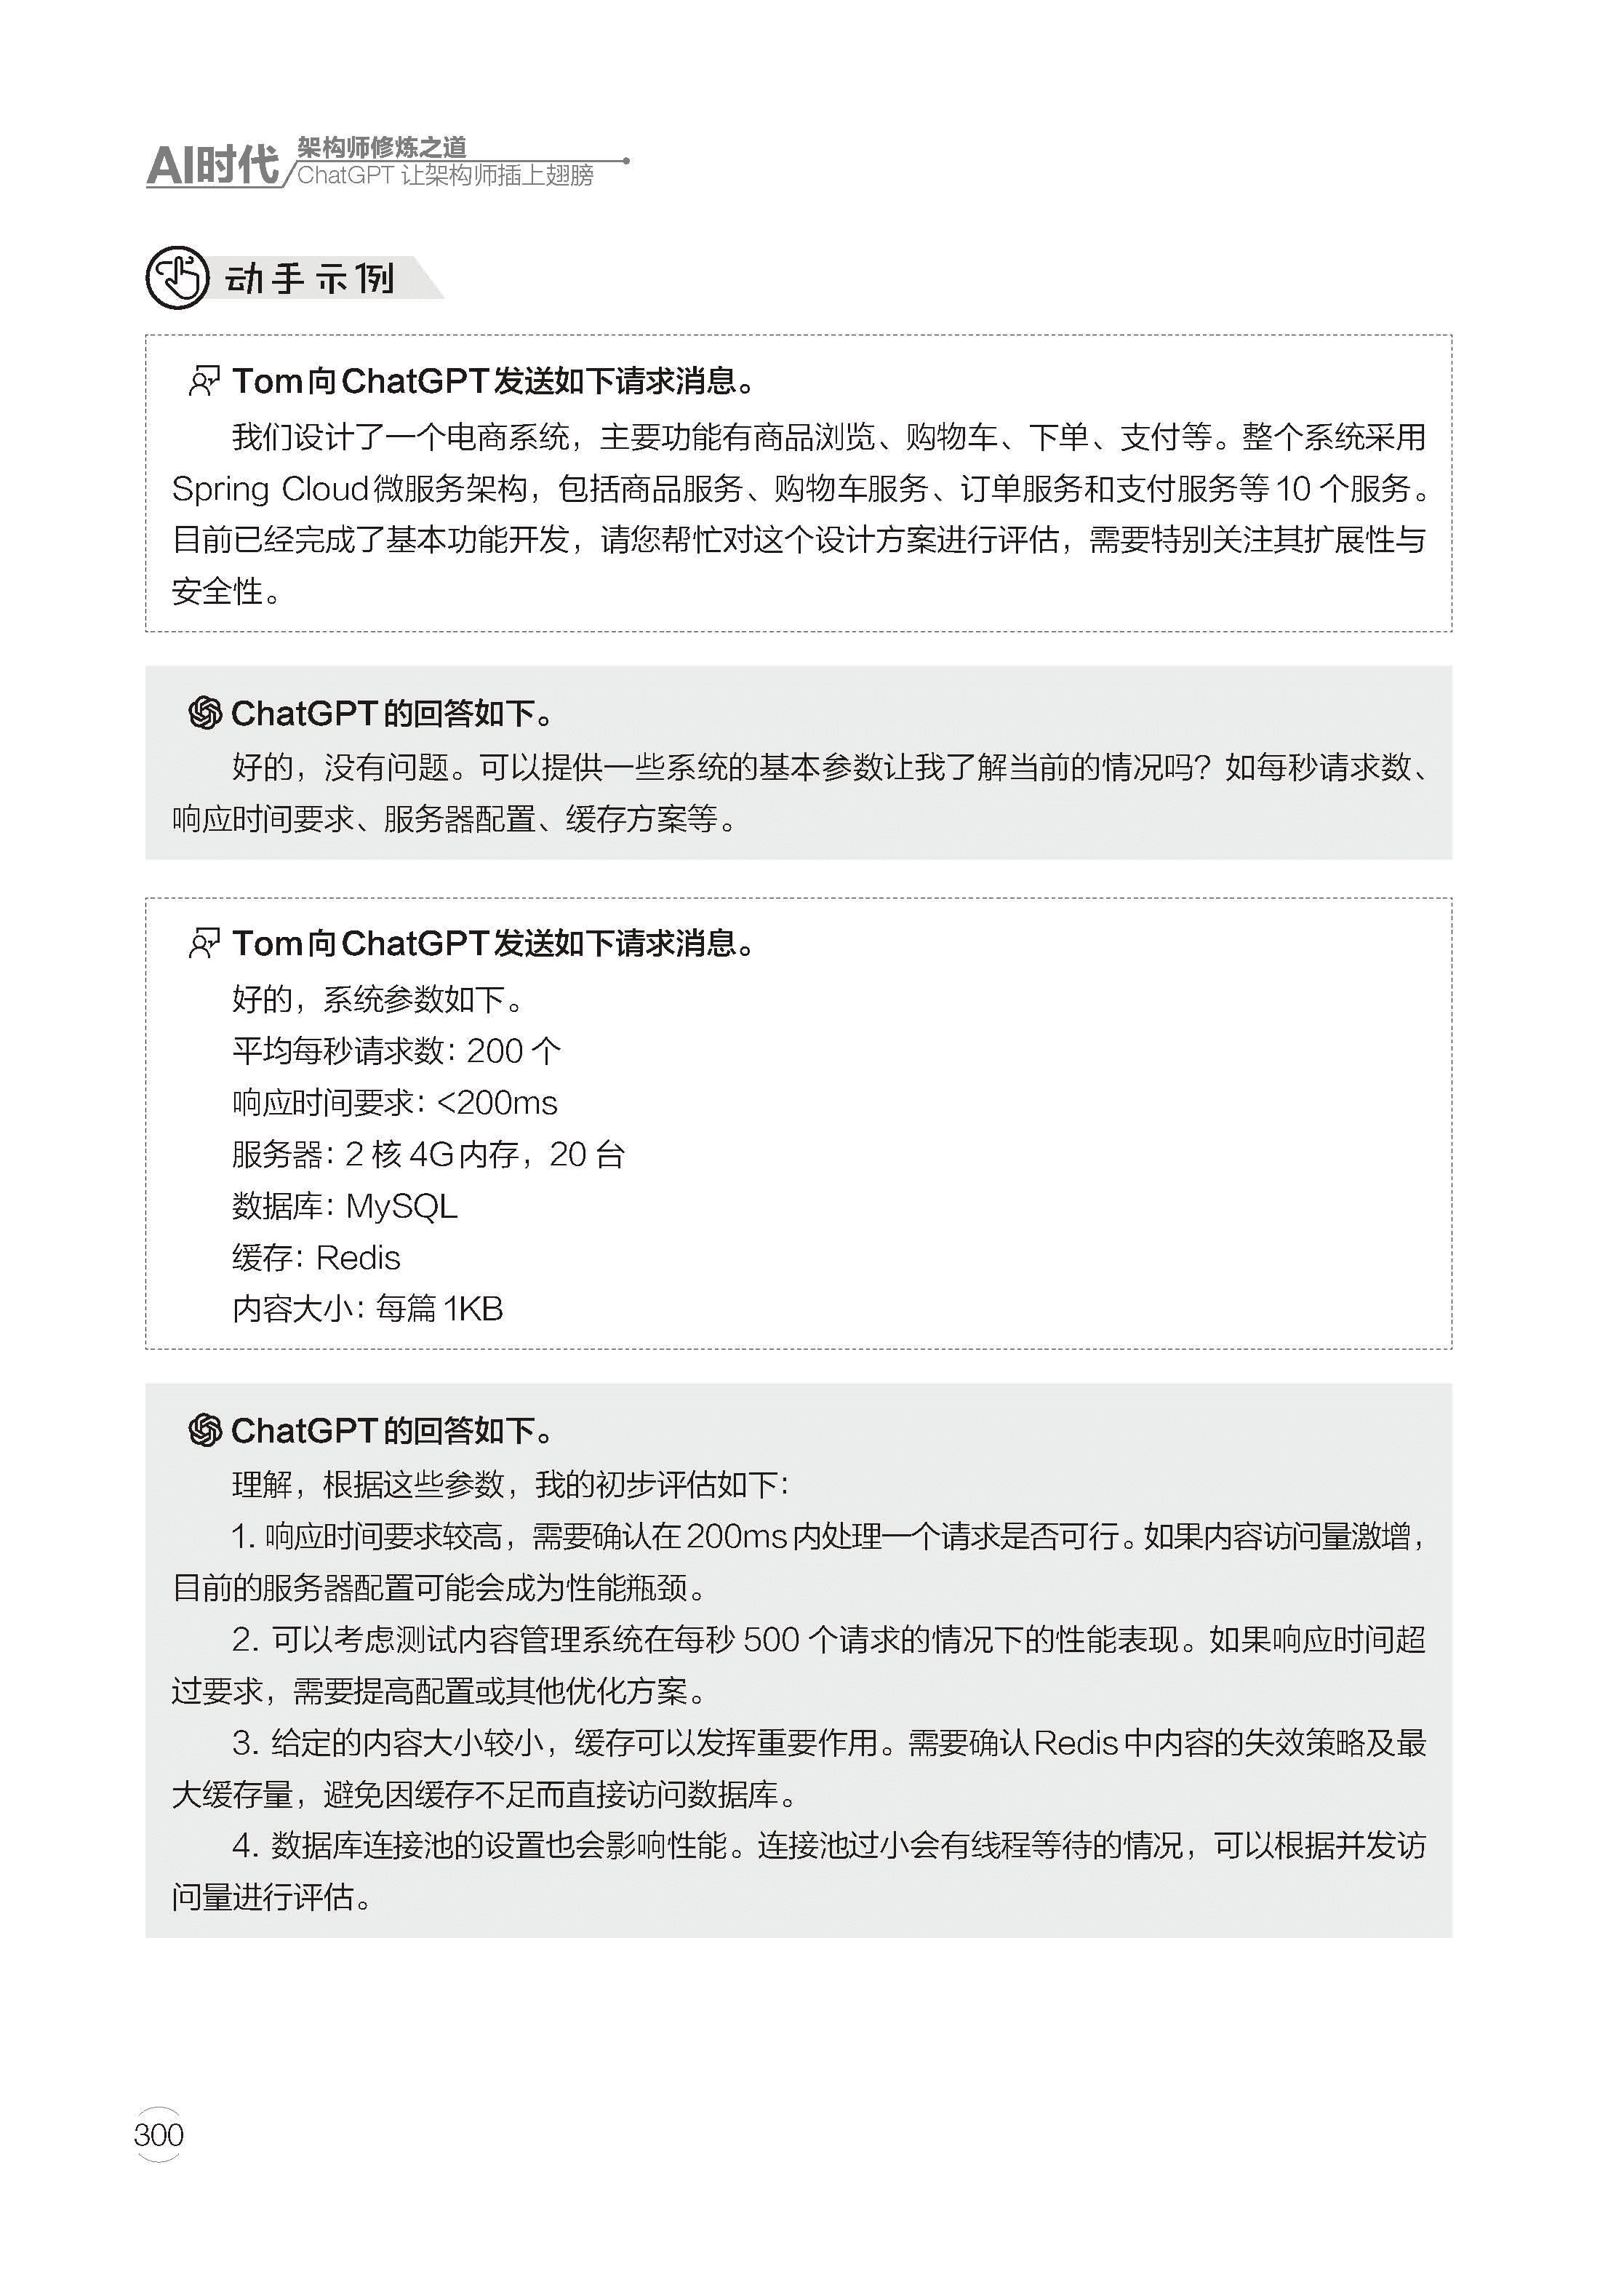 AI时代
架构师修炼之道
ChatGPT 让架构师插上翅膀
动手示例
Tom向ChatGPT发送如下请求消息。
我们设计了一个电商系统，主要功能有商品浏览、购物车、下单、支付等。整个系统采用
Spring Cloud微服务架构，包括商品服务、购物车服务、订单服务和支付服务等10 个服务。
目前已经完成了基本功能开发，请您帮忙对这个设计方案进行评估，需要特别关注其扩展性与
安全性。
ChatGPT的回答如下。
好的，没有问题。可以提供一些系统的基本参数让我了解当前的情况吗？如每秒请求数、
响应时间要求、服务器配置、缓存方案等。
Tom向ChatGPT发送如下请求消息。
好的，系统参数如下。
平均每秒请求数：200 个
响应时间要求：<200ms
服务器：2 核 4G内存，20 台
数据库：MySQL
缓存：Redis
内容大小：每篇 1KB
ChatGPT的回答如下。
理解，根据这些参数，我的初步评估如下：
1. 响应时间要求较高，需要确认在200ms内处理一个请求是否可行。如果内容访问量激增，
目前的服务器配置可能会成为性能瓶颈。
2. 可以考虑测试内容管理系统在每秒 500 个请求的情况下的性能表现。如果响应时间超
过要求，需要提高配置或其他优化方案。
3. 给定的内容大小较小，缓存可以发挥重要作用。需要确认Redis中内容的失效策略及最
大缓存量，避免因缓存不足而直接访问数据库。
4. 数据库连接池的设置也会影响性能。连接池过小会有线程等待的情况，可以根据并发访
问量进行评估。
300